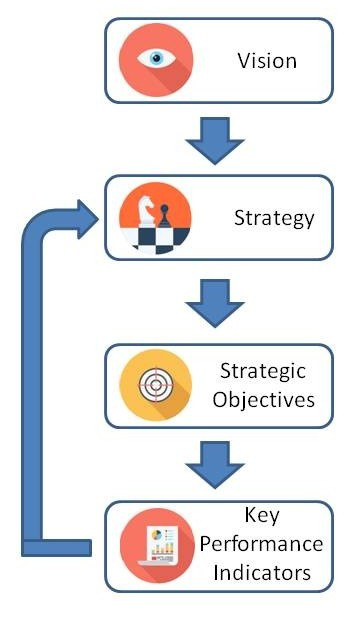 Vision
Strategy
Strategic
Objectives
Key
Performance
Indicators